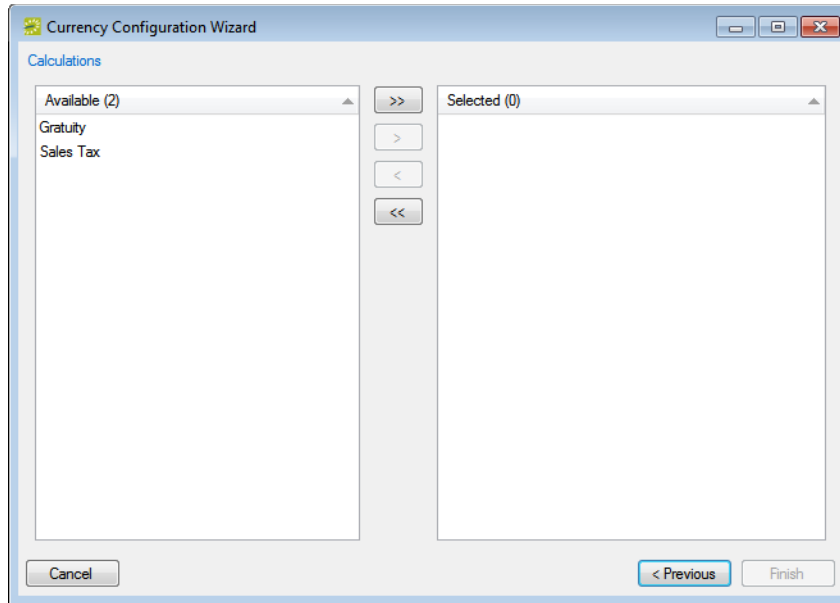 Currency Configuration Wizard
Calculations
Available (2)
>>
Selected (0)
Gratuity
>
Sales Tax
<
<<
Cancel
< Previous
Finish